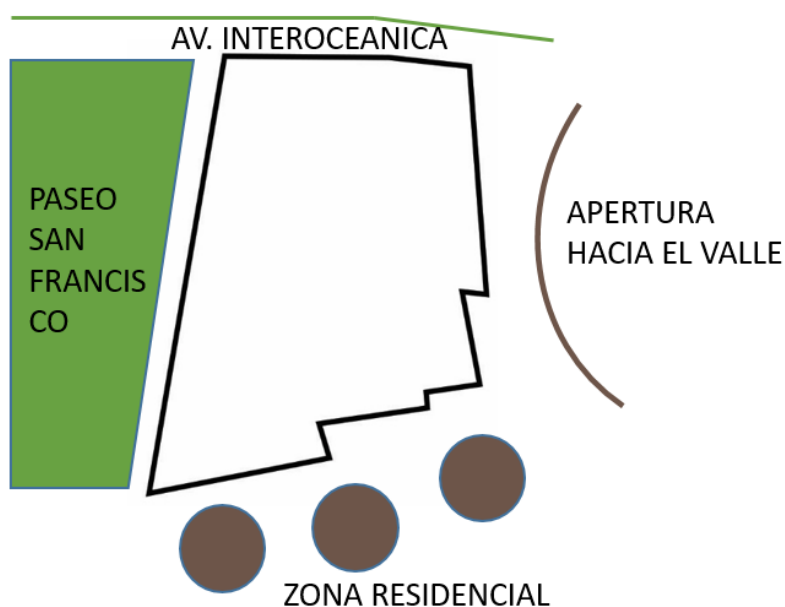 AV. INTEROCEANICA
PASEO
SAN
FRANCIS
CO
APERTURA
HACIA EL VALLE
ZONA RESIDENCIAL